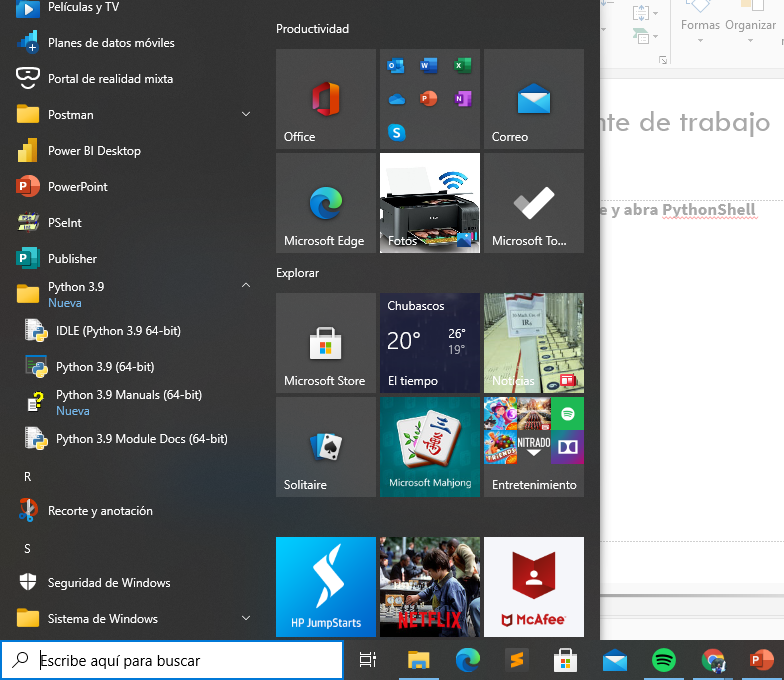 Películas y TV
Planes de datos móviles
Portal de realidad mixta
Postman
Power BI Desktop
PowerPoint
PSeInt
Publisher
Python 3.9
Nueva
IDLE (Python 3.9 64-bit)
Python 3.9 (64-bit)
Python 3.9 Manuals (64-bit)
Nueva
Python 3.9 Module Docs (64-bit)
R
Recorte y anotación
S
Seguridad de Windows
Sistema de Windows
Escribe aquí para buscar
Productividad
Office
Correo
Microsoft Edge
Fotos
Microsoft To...
Explorar
Microsoft Store
Chubascos
20°
26°
19°
El tiempo
Noticias
Solitaire
Microsoft Mahjong
FRIENDS
NITRADO
Entretenimiento
HP JumpStarts
NETFLIX
McAfee
Formas
Organizar
nte de trabajo
e y abra PythonShell